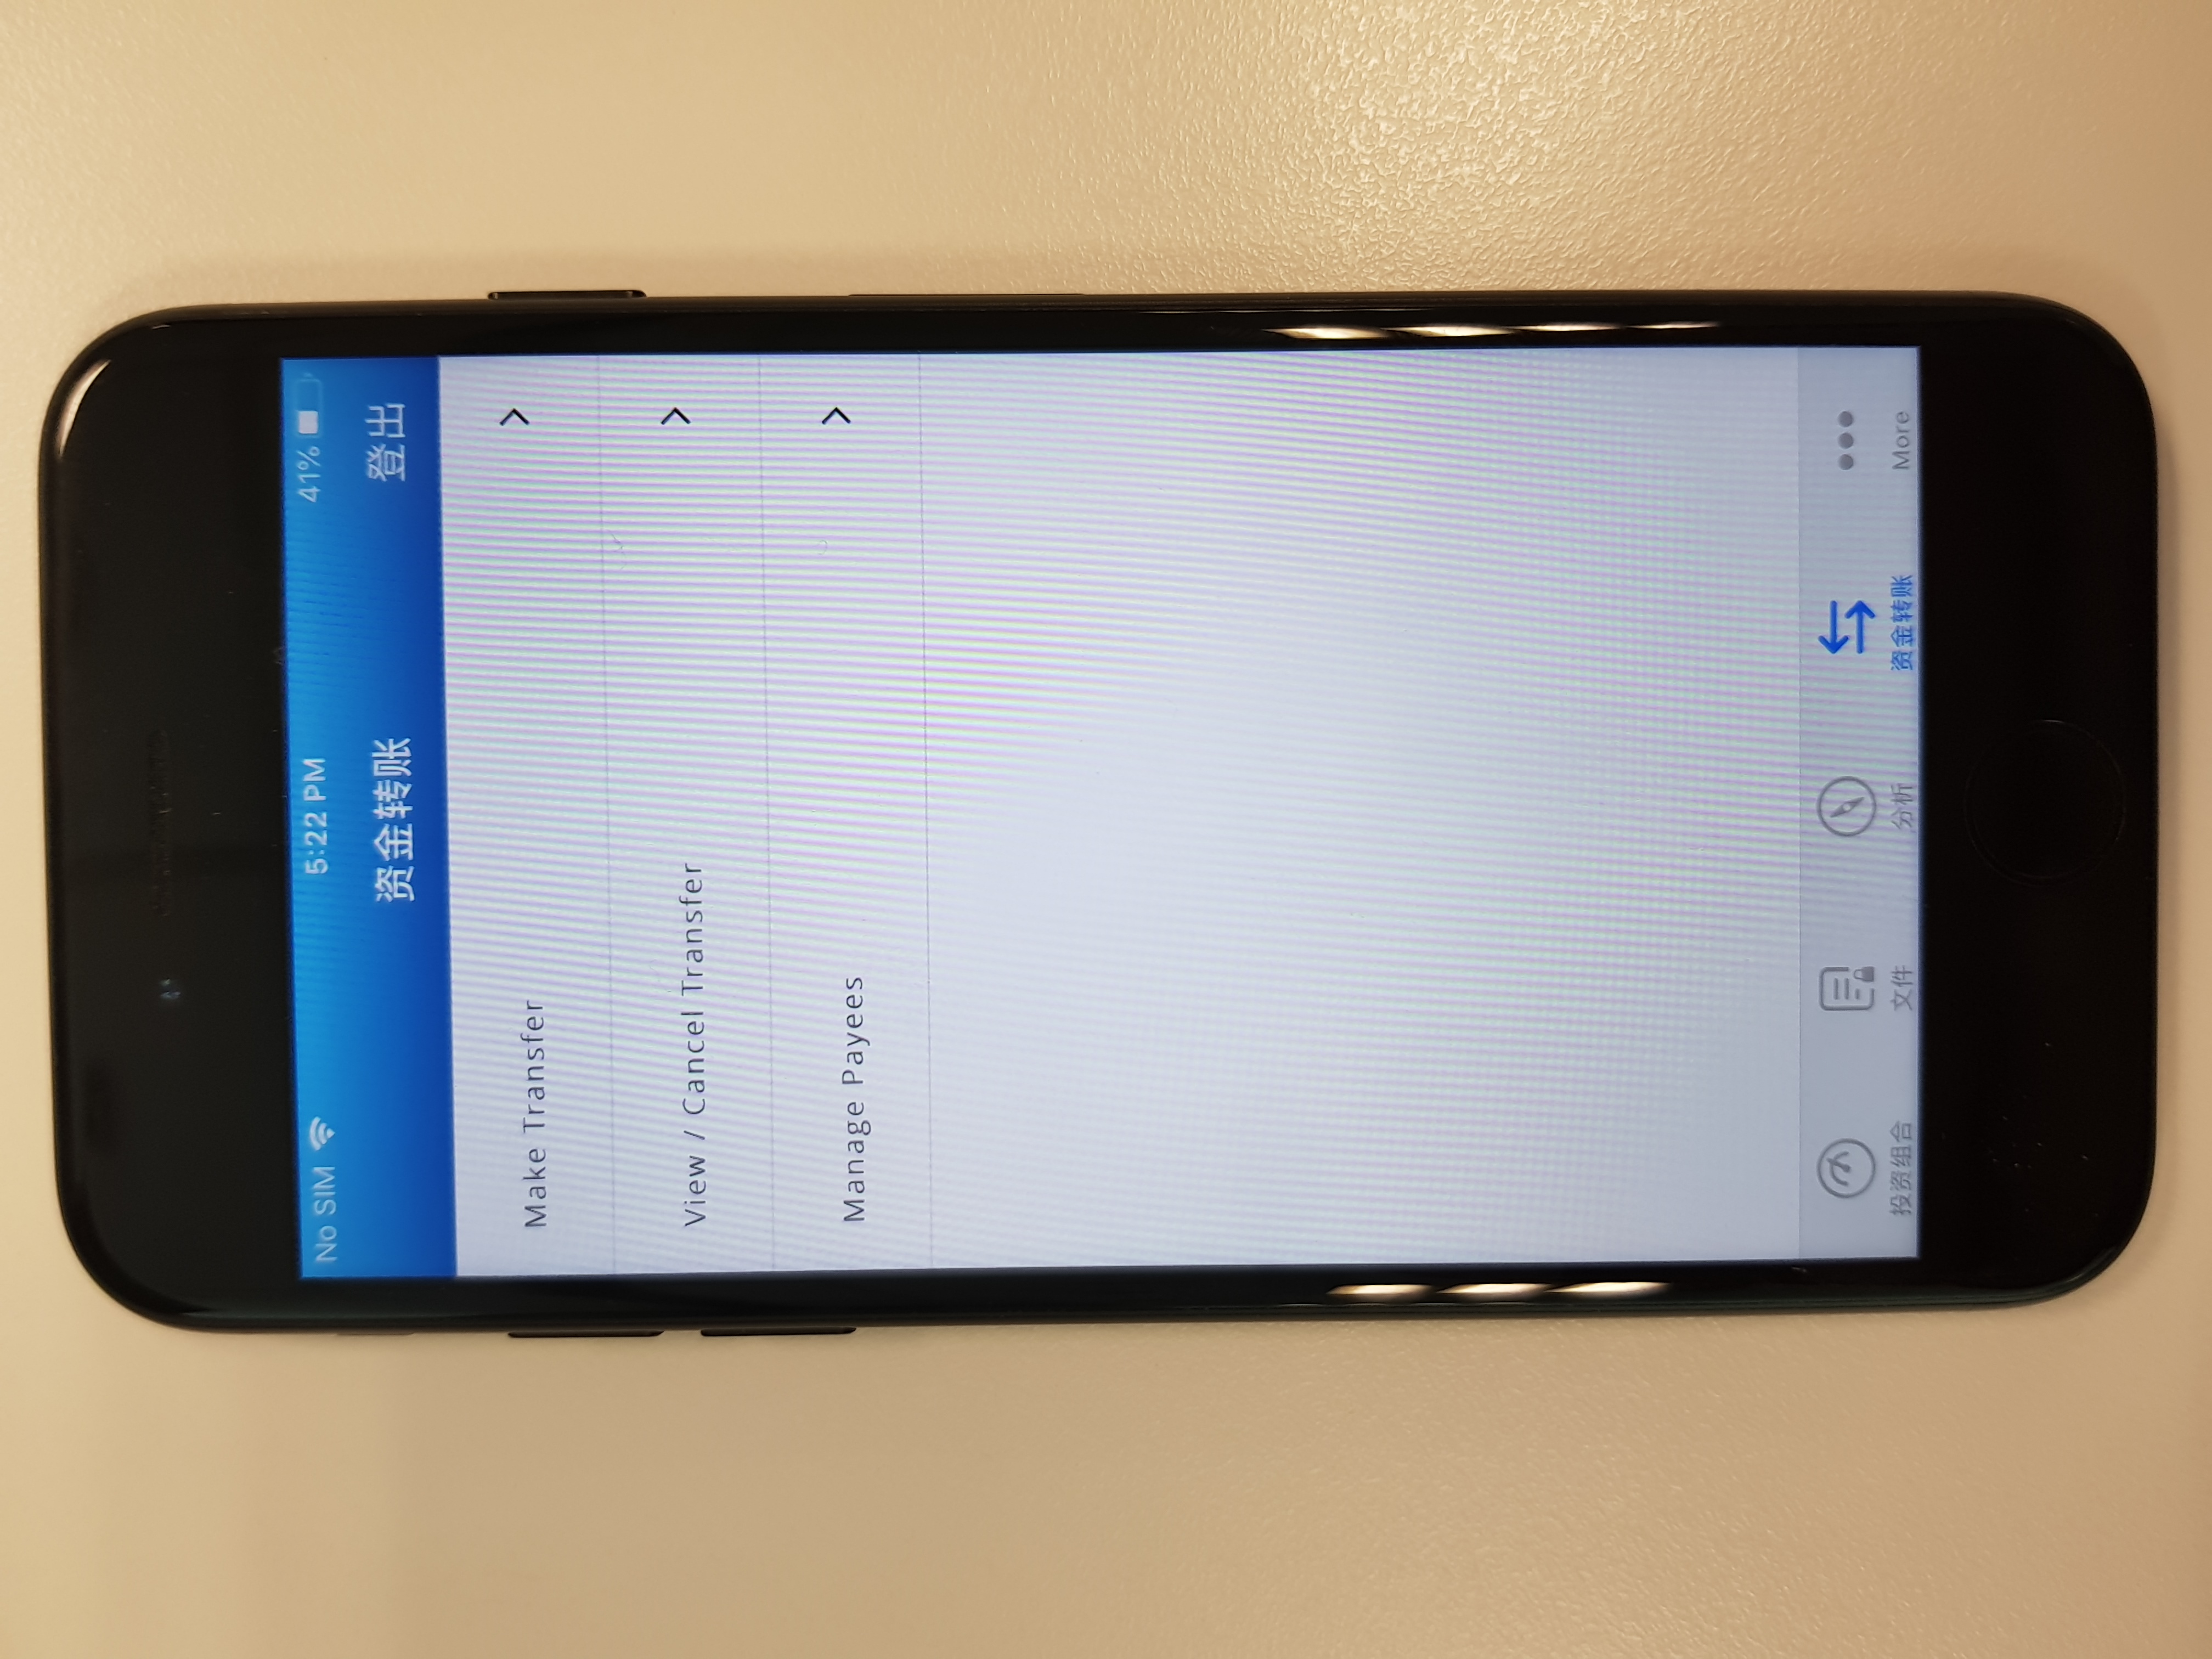 No SIM 5:22 PM 41%
资金转账 登出
Make Transfer
View / Cancel Transfer
Manage Payees
投资组合 文件 分析 资金转账 More